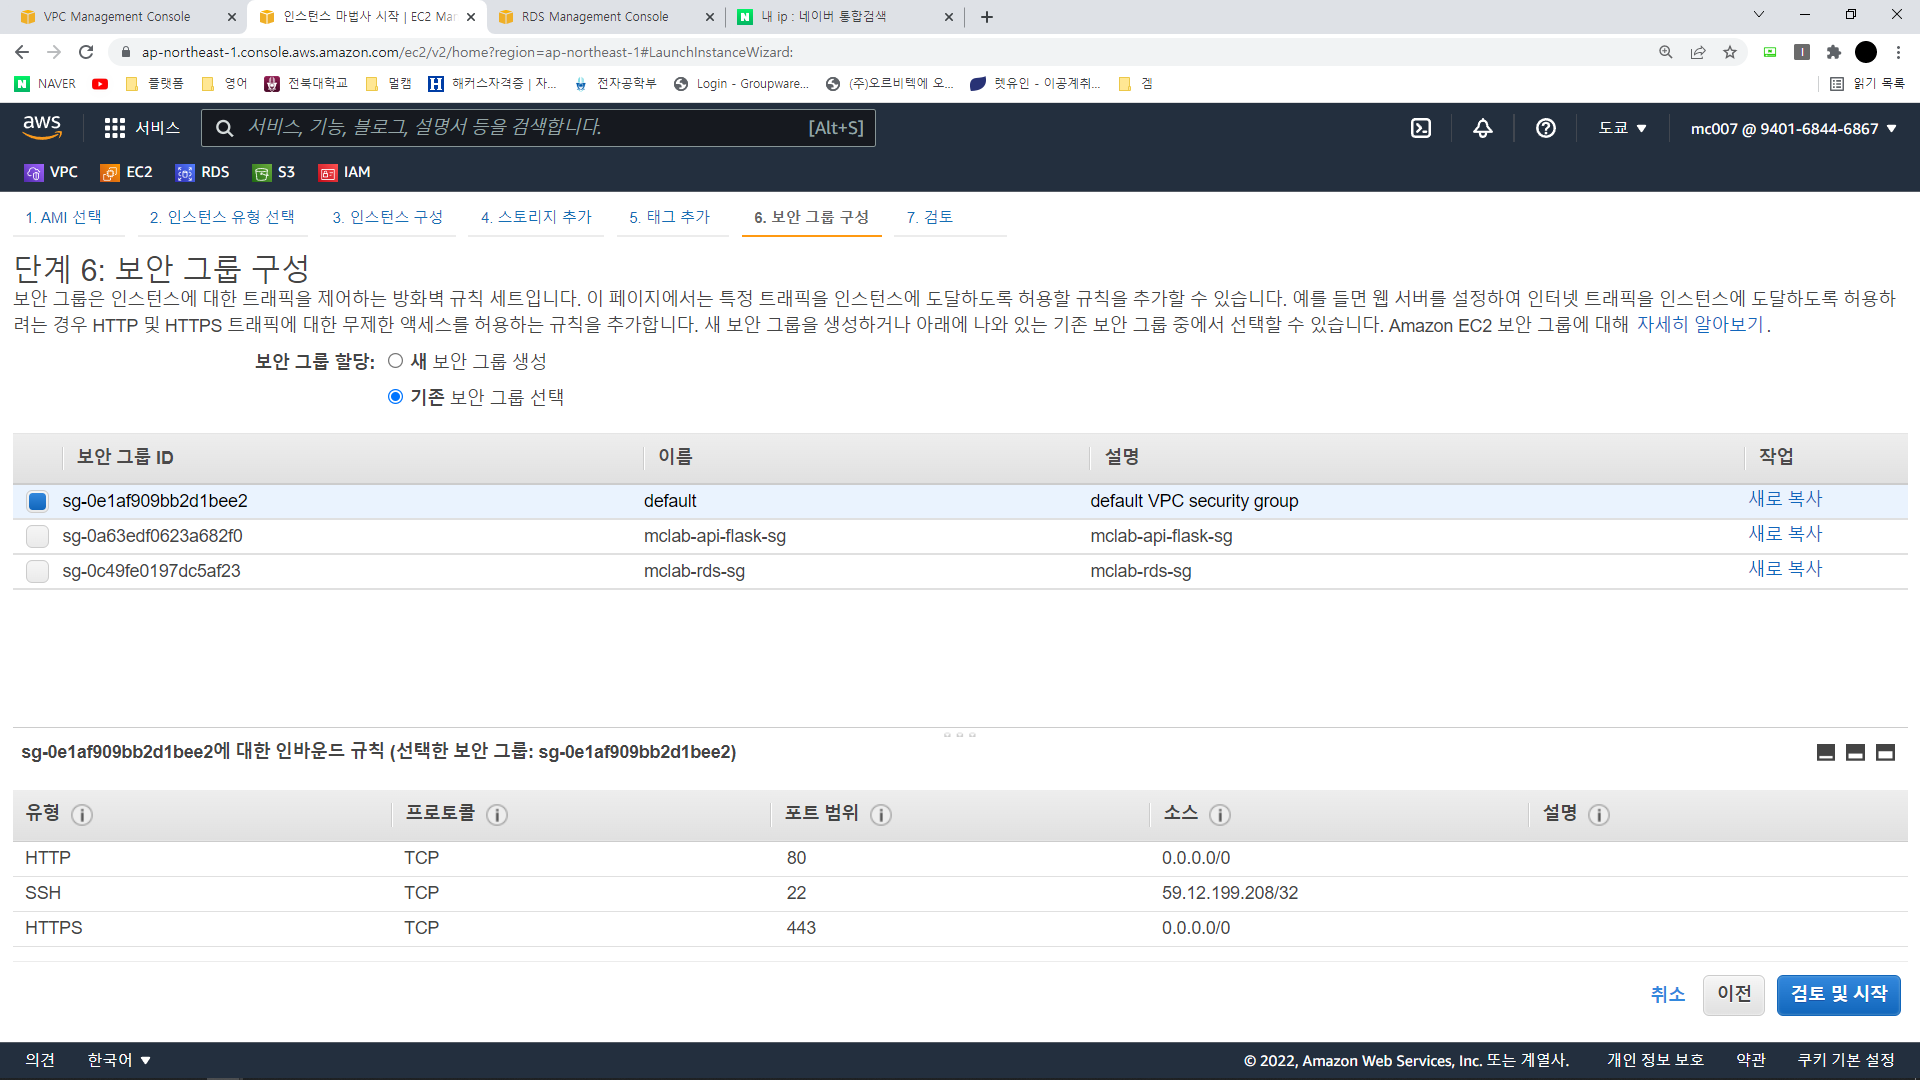 VPC Management Console
인스턴스 마법사 시작 | EC2 Mar
RDS Management Console
내 ip : 네이버 통합검색
ap-northeast-1.console.aws.amazon.com/ec2/v2/home?region=ap-northeast-1#LaunchInstanceWizard:
NAVER
플랫폼
영어
전북대학교
멀캠
해커스자격증 | 자...
전자공학부
Login - Groupware...
(주)오르비텍에 오...
렛유인 - 이공계취...
겜
읽기 목록
aws
서비스
서비스, 기능, 블로그, 설명서 등을 검색합니다.
[Alt+S]
도쿄
mc007 @ 9401-6844-6867
VPC
EC2
RDS
S3
IAM
1. AMI 선택
2. 인스턴스 유형 선택
3. 인스턴스 구성
4. 스토리지 추가
5. 태그 추가
6. 보안 그룹 구성
7. 검토
단계 6: 보안 그룹 구성
보안 그룹은 인스턴스에 대한 트래픽을 제어하는 방화벽 규칙 세트입니다. 이 페이지에서는 특정 트래픽을 인스턴스에 도달하도록 허용할 규칙을 추가할 수 있습니다. 예를 들면 웹 서버를 설정하여 인터넷 트래픽을 인스턴스에 도달하도록 허용하
려는 경우 HTTP 및 HTTPS 트래픽에 대한 무제한 액세스를 허용하는 규칙을 추가합니다. 새 보안 그룹을 생성하거나 아래에 나와 있는 기존 보안 그룹 중에서 선택할 수 있습니다. Amazon EC2 보안 그룹에 대해 자세히 알아보기.
보안 그룹 할당: 새 보안 그룹 생성
기존 보안 그룹 선택
보안 그룹 ID 이름 설명 작업
sg-0e1af909bb2d1bee2 default default VPC security group 새로 복사
sg-0a63edf0623a682f0 mclab-api-flask-sg mclab-api-flask-sg 새로 복사
sg-0c49fe0197dc5af23 mclab-rds-sg mclab-rds-sg 새로 복사
sg-0e1af909bb2d1bee2에 대한 인바운드 규칙 (선택한 보안 그룹: sg-0e1af909bb2d1bee2)
유형 프로토콜 포트 범위 소스 설명
HTTP TCP 80 0.0.0.0/0
SSH TCP 22 59.12.199.208/32
HTTPS TCP 443 0.0.0.0/0
취소
이전
검토 및 시작
의견
한국어
© 2022, Amazon Web Services, Inc. 또는 계열사.
개인 정보 보호
약관
쿠키 기본 설정